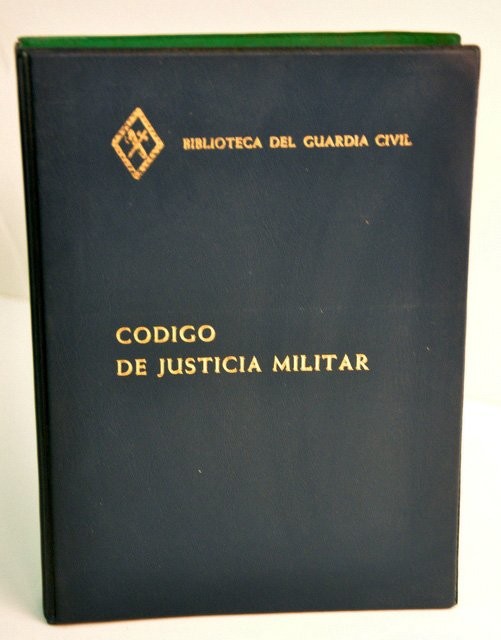 BIBLIOTECA DEL GUARDIA CIVIL
CODIGO
DE JUSTICIA MILITAR